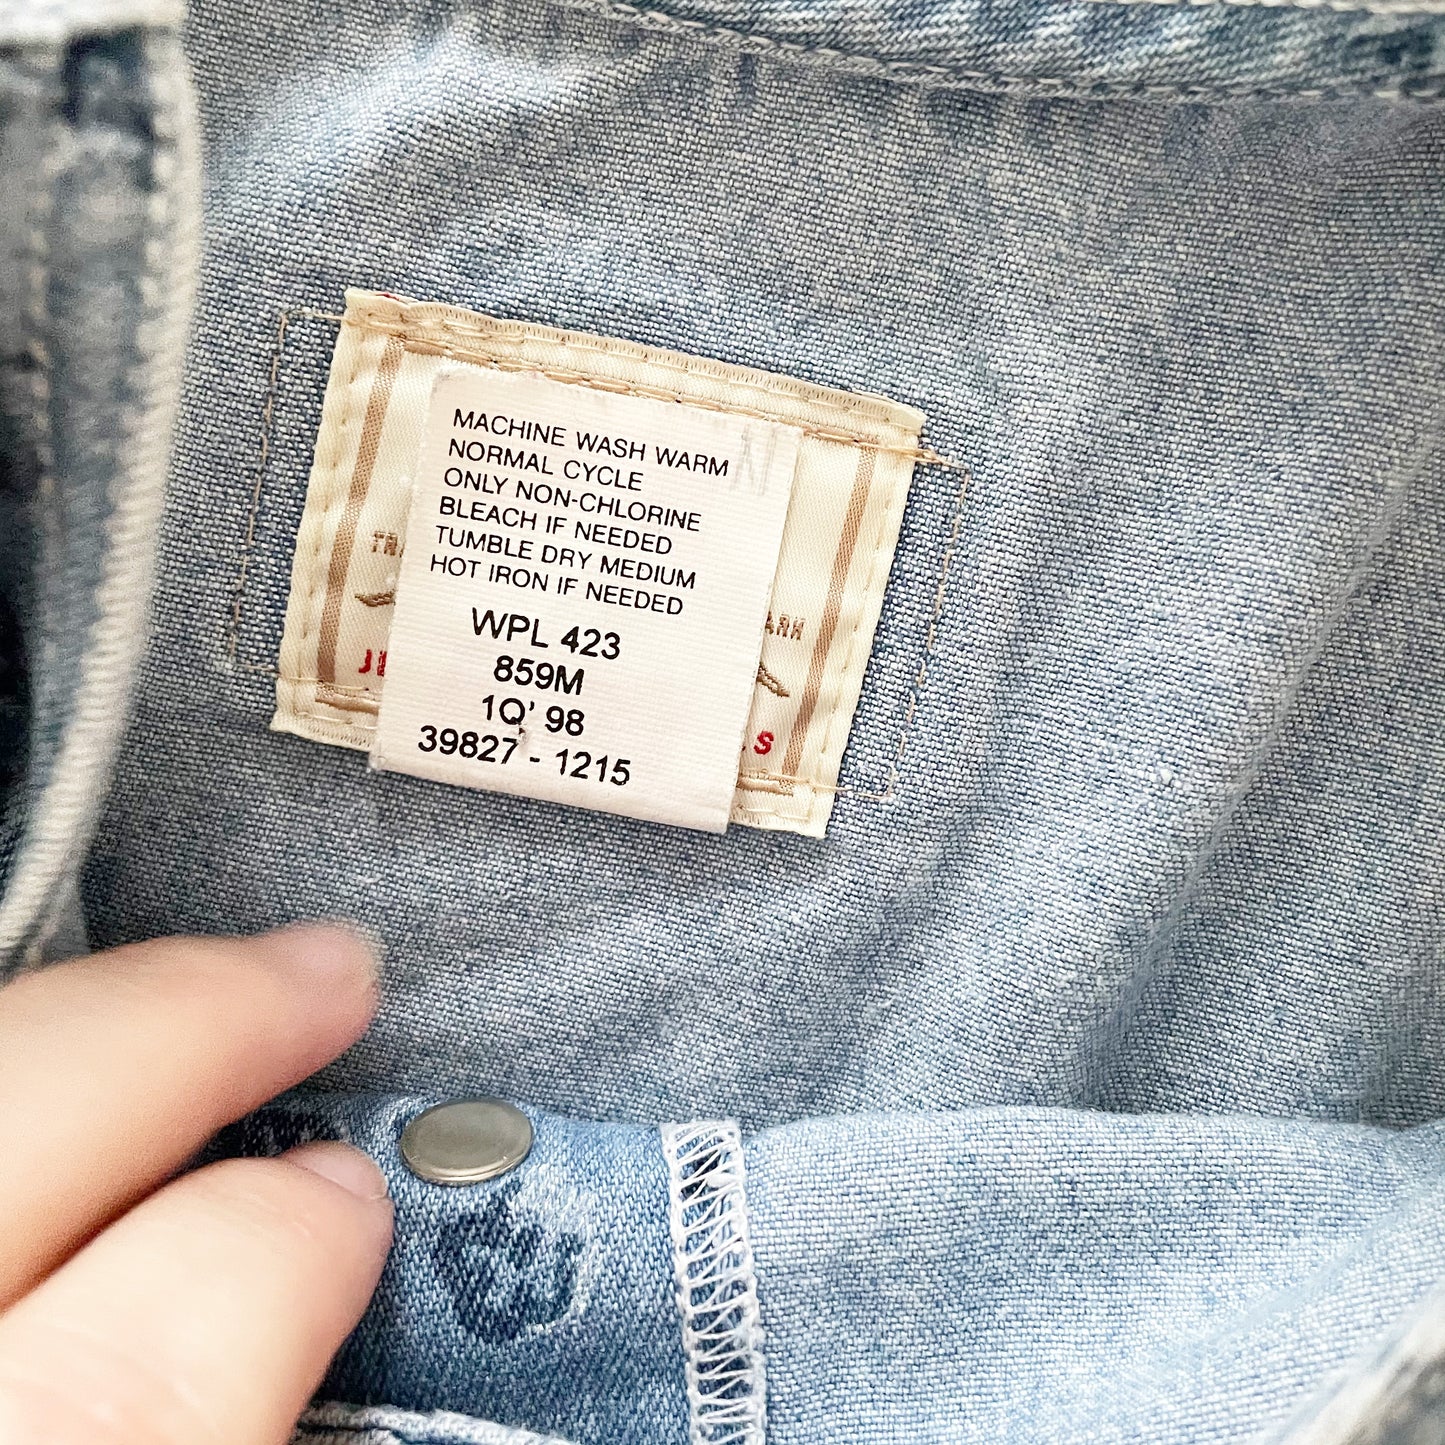 MACHINE WASH WARM
NORMAL CYCLE
ONLY NON-CHLORINE
BLEACH IF NEEDED
TUMBLE DRY MEDIUM
HOT IRON IF NEEDED
WPL 423
859M
1Q' 98
39827 - 1215